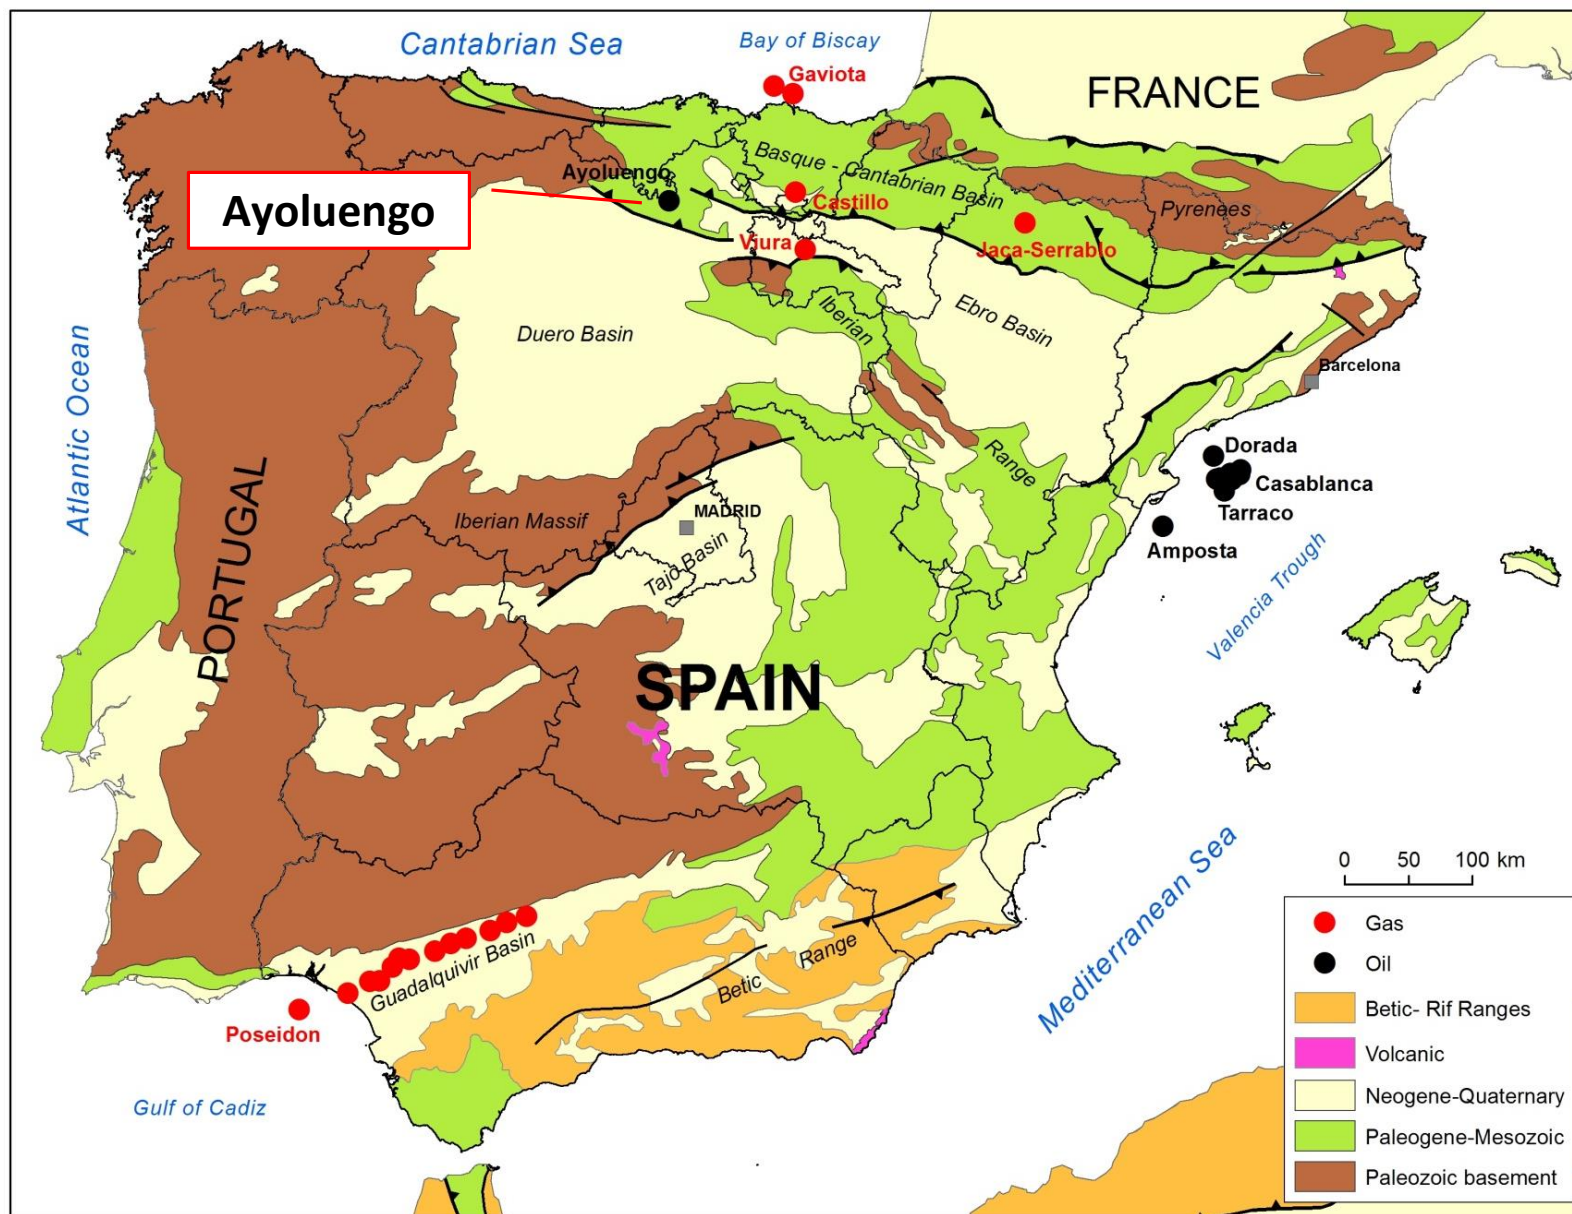 Cantabrian Sea
Bay of Biscay
Gaviota
FRANCE
Ayoluengo
Ayoluengo
Basque - Cantabrian Basin
Castillo
Pyrenees
Viura
Jaca-Serrablo
Duero Basin
Iberian
Range
Ebro Basin
Barcelona
Atlantic Ocean
PORTUGAL
Iberian Massif
MADRID
Tajo Basin
Dorada
Casablanca
Tarraco
Amposta
Valencia Trough
SPAIN
Mediterranean Sea
Guadalquivir Basin
Betic
Range
Poseidon
Gulf of Cadiz
0 50 100 km
Gas
Oil
Betic- Rif Ranges
Volcanic
Neogene-Quaternary
Paleogene-Mesozoic
Paleozoic basement